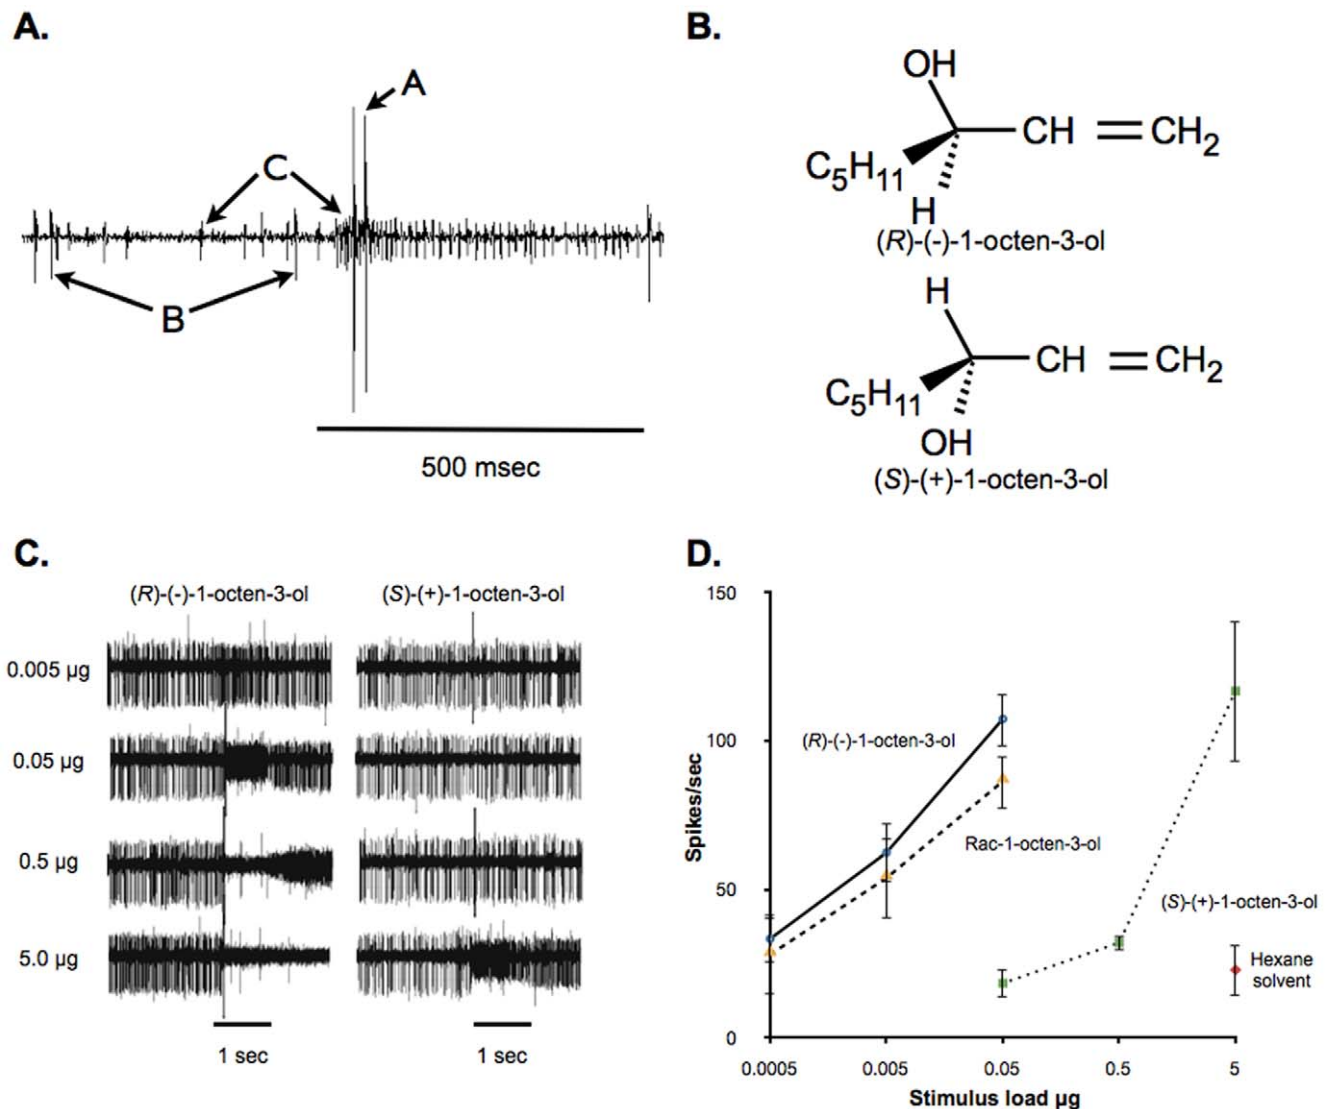 A.
A
C
B
500 msec
B.
OH
CH = CH2
C5H11
H
(R)-(-)-1-octen-3-ol
H
CH = CH2
C5H11
OH
(S)-(+)-1-octen-3-ol
C.
(R)-(-)-1-octen-3-ol (S)-(+)-1-octen-3-ol
0.005 µg
0.05 µg
0.5 µg
5.0 µg
1 sec 1 sec
D.
150
100
50
0
Spikes/sec
(R)-(-)-1-octen-3-ol
Rac-1-octen-3-ol
(S)-(+)-1-octen-3-ol
Hexane
solvent
0.0005 0.005 0.05 0.5 5
Stimulus load µg